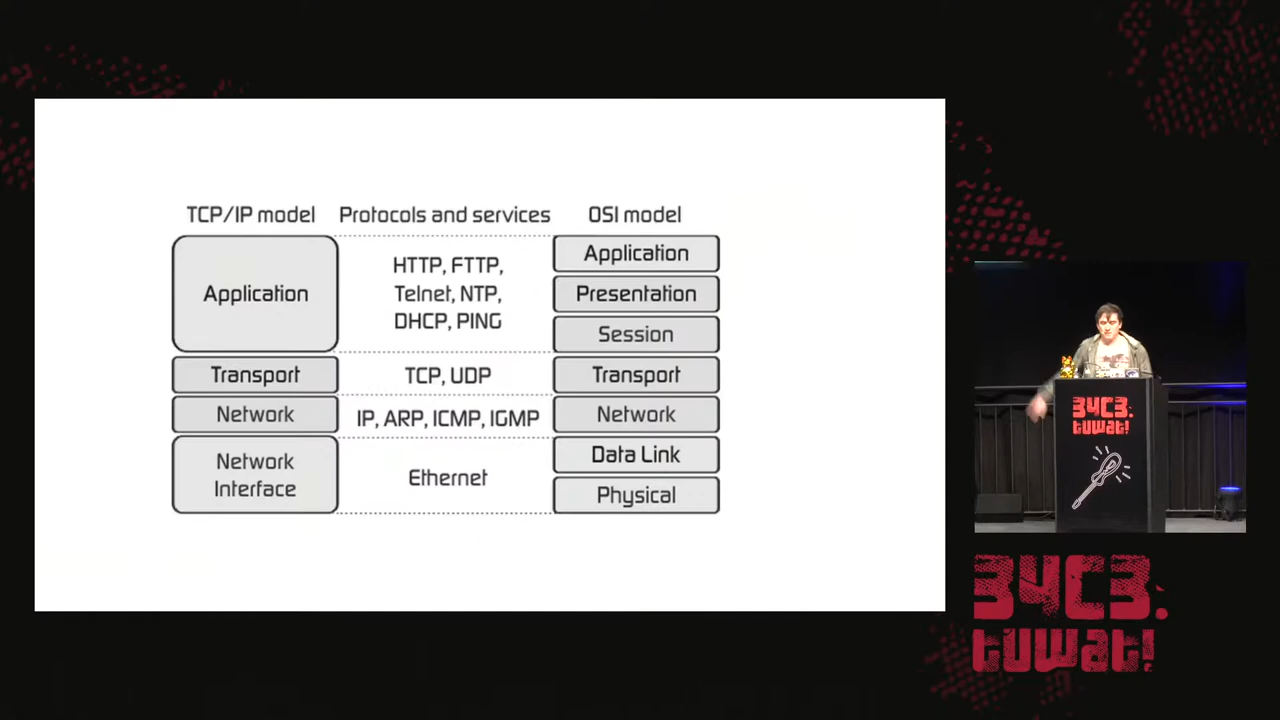 TCP/IP model
Protocols and services
OSI model
Application
HTTP, FTTP,
Telnet, NTP,
DHCP, PING
Application
Presentation
Session
Transport
TCP, UDP
Transport
Network
IP, ARP, ICMP, IGMP
Network
Network
Interface
Ethernet
Data Link
Physical
34C3.
tuwat!
34C3.
tuwat!